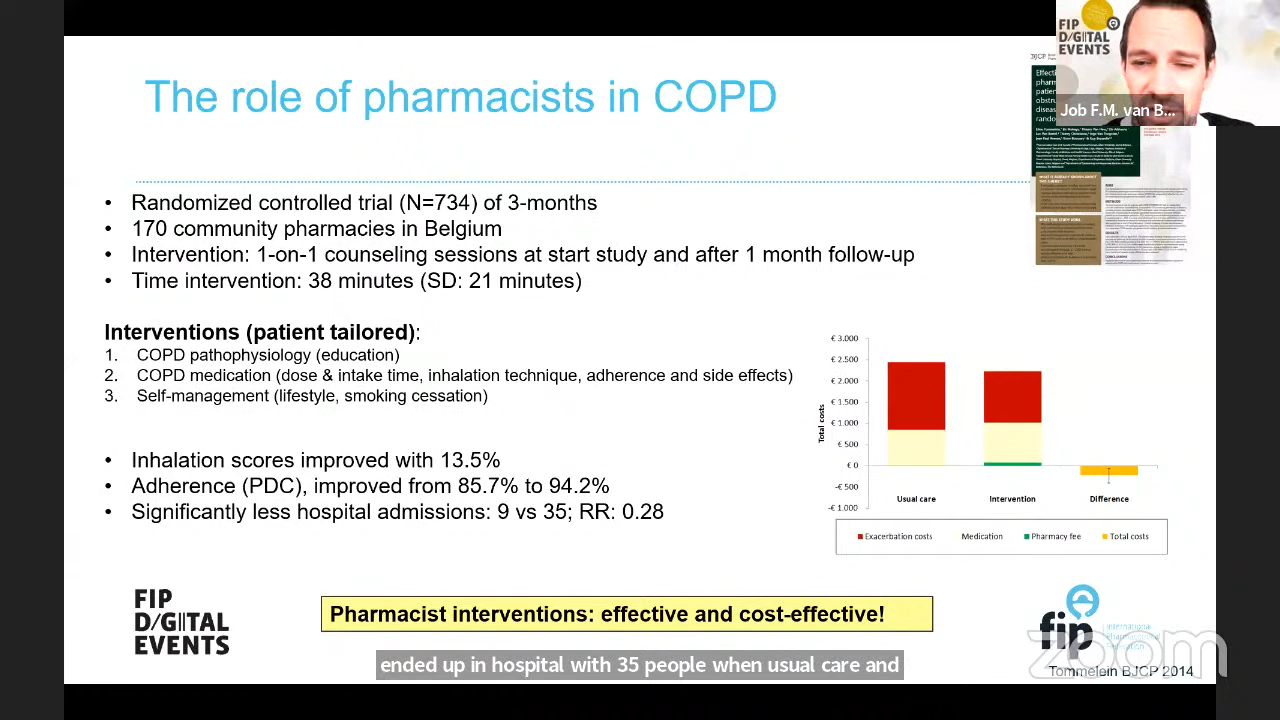 The role of pharmacists in COPD
FIP
D/G|TAL
EVENTS
Job F.M. van B...
• Randomized controlled trial (N=734) of 3-months
• 170 community pharmacies in Belgium
• Intervention: 1-on-1 counselling sessions at start study and after 1 month follow-up
• Time intervention: 38 minutes (SD: 21 minutes)
Interventions (patient tailored):
1. COPD pathophysiology (education)
2. COPD medication (dose & intake time, inhalation technique, adherence and side effects)
3. Self-management (lifestyle, smoking cessation)
• Inhalation scores improved with 13.5%
• Adherence (PDC), improved from 85.7% to 94.2%
• Significantly less hospital admissions: 9 vs 35; RR: 0.28
Total costs
€ 3.000
€ 2.500
€ 2.000
€ 1.500
€ 1.000
€ 500
€ 0
-€ 500
-€ 1.000
Usual care Intervention Difference
Exacerbation costs Medication Pharmacy fee Total costs
FIP
D/G|TAL
EVENTS
Pharmacist interventions: effective and cost-effective!
fip
International
Pharmaceutical
Federation
zoom
Tommelein BJCP 2014
ended up in hospital with 35 people when usual care and